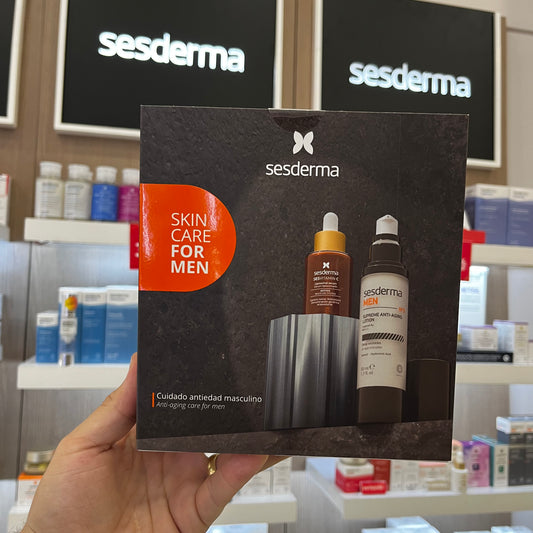 sesderma
sesderma
sesderma
SKIN
CARE
FOR
MEN
sesderma
SESVITAMIN C
sesderma
MEN
SUPREME ANTI-AGING
LOTION
Cuidado antiedad masculino
Anti-aging care for men